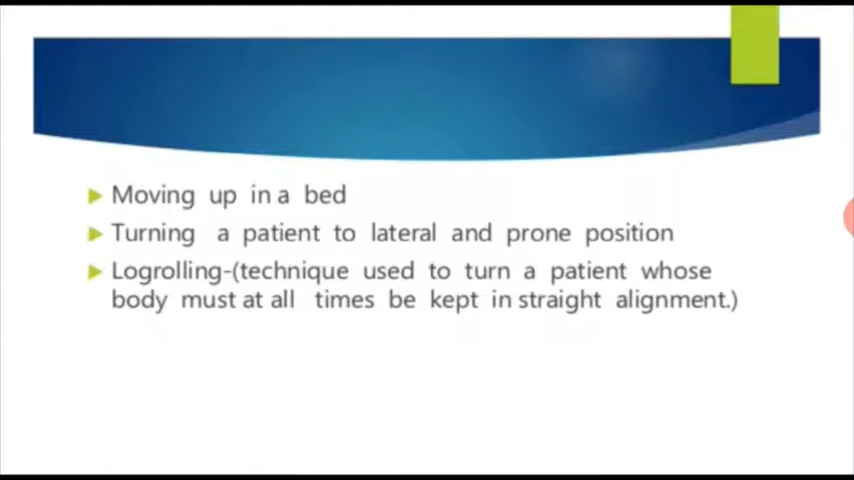 Moving up in a bed
Turning a patient to lateral and prone position
Logrolling-(technique used to turn a patient whose
body must at all times be kept in straight alignment.)